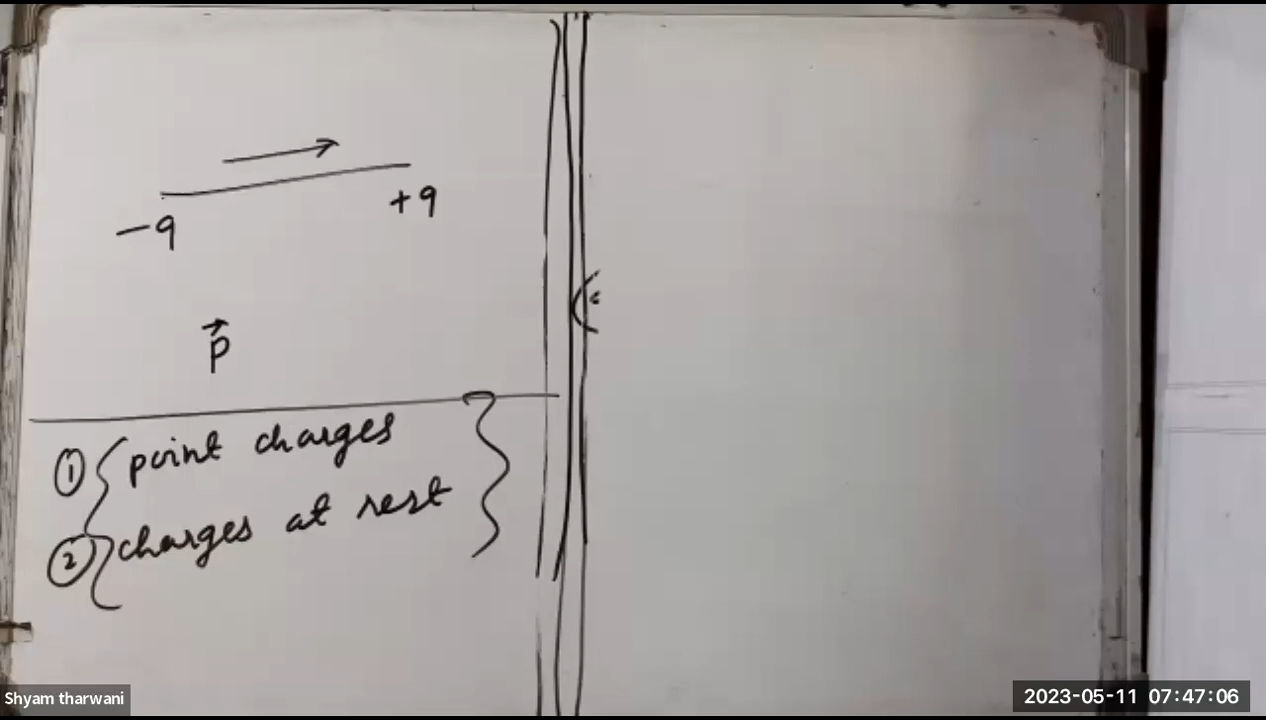 -q
+q
p⃗
① point charges
② charges at rest
Shyam tharwani
2023-05-11 07:47:06